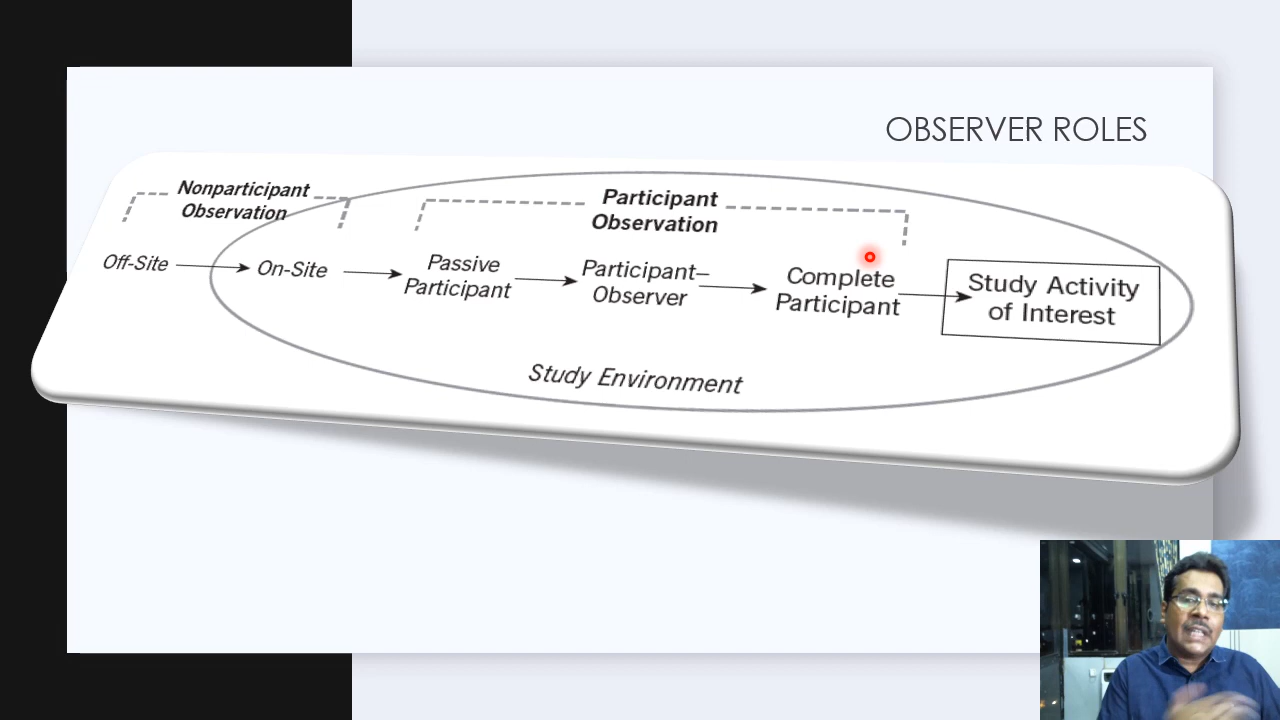 OBSERVER ROLES
Nonparticipant
Observation
Participant
Observation
Off-Site
On-Site
Passive
Participant
Participant–
Observer
Complete
Participant
Study Activity
of Interest
Study Environment